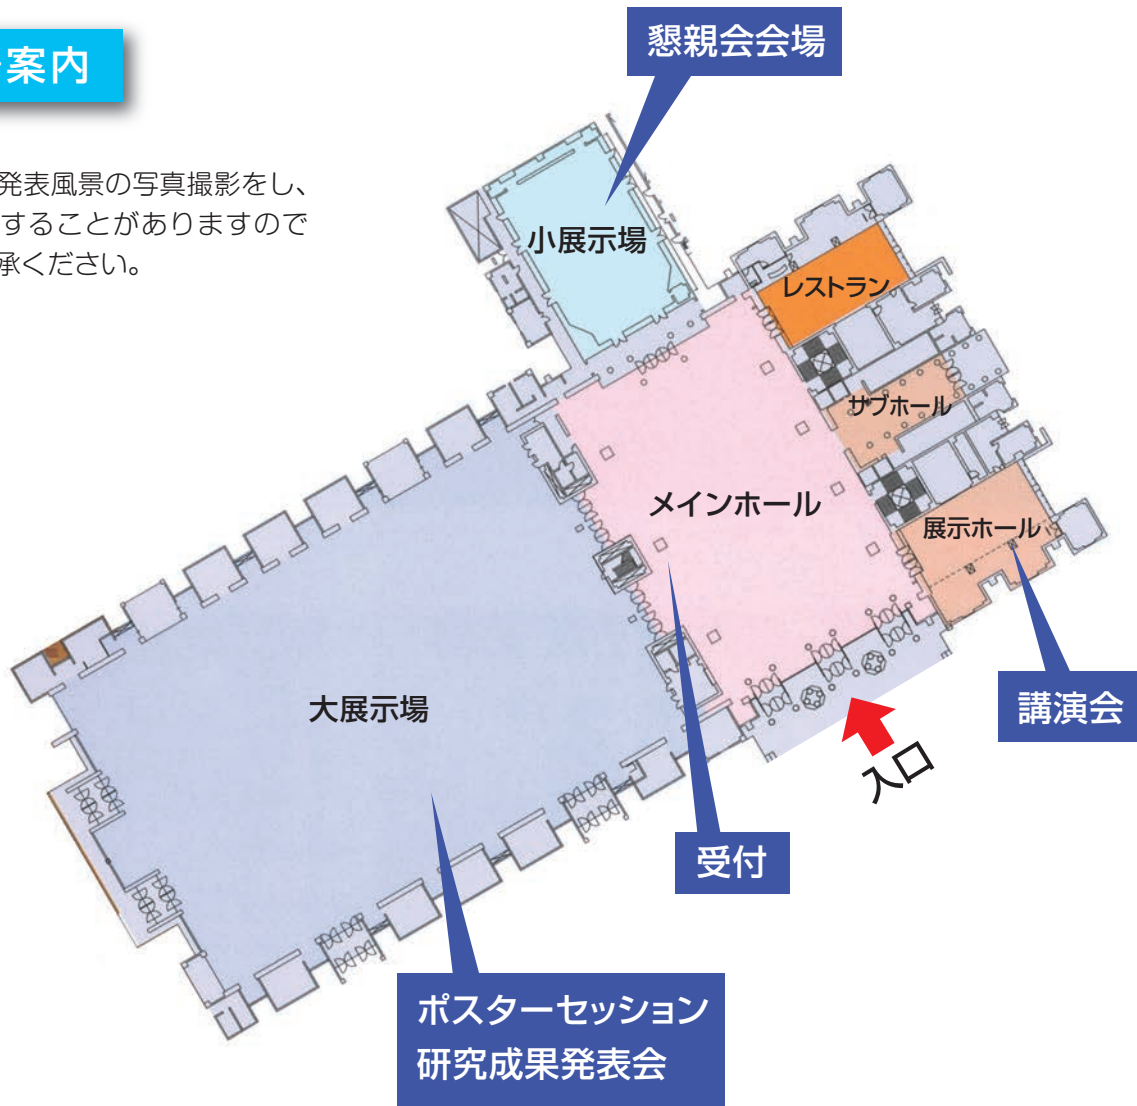 案内
発表風景の写真撮影をし、
することがありますので
承ください。
懇親会会場
小展示場
レストラン
サブホール
メインホール
展示ホール
大展示場
講演会
入口
受付
ポスターセッション
研究成果発表会